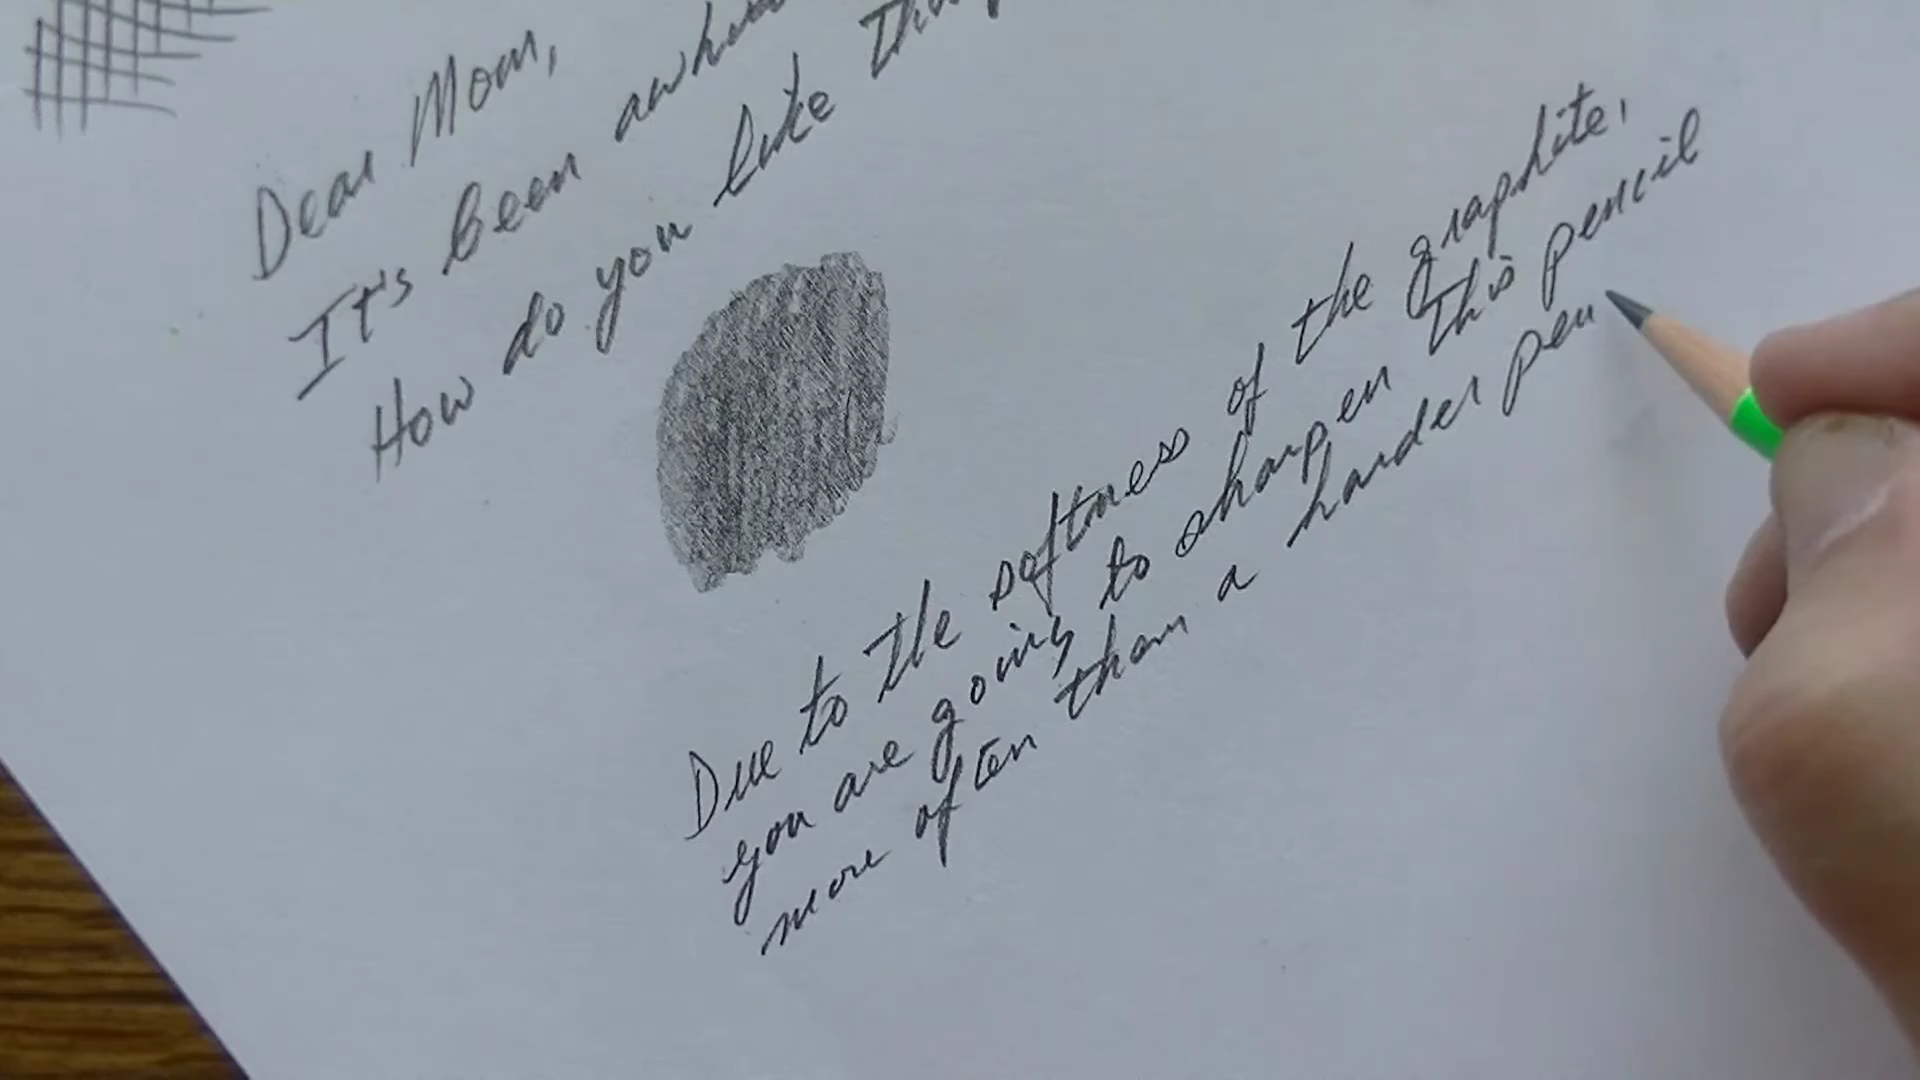 Dear Mom,
It's been
How do you like
Due to the softness of the graphite,
you are going to sharpen this pencil
more often than a harder pen